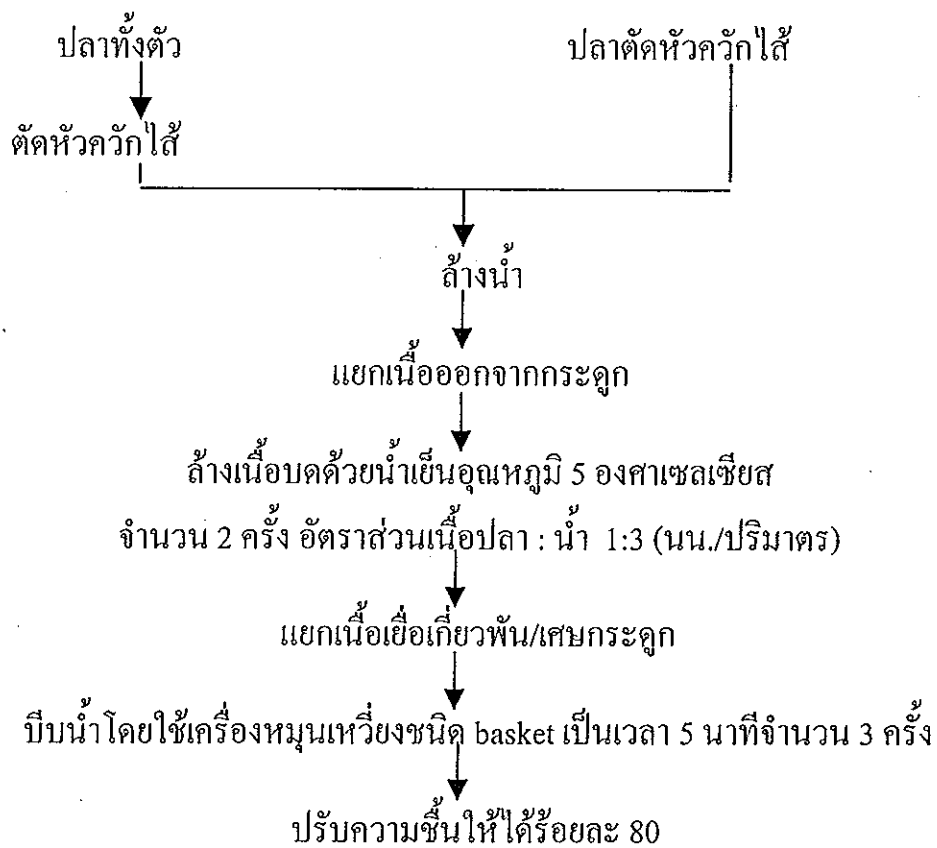 ปลาทั้งตัว
ปลาตัดหัวควักไส้
ตัดหัวควักไส้
ล้างน้ำ
แยกเนื้อออกจากกระดูก
ล้างเนื้อบดด้วยน้ำเย็นอุณหภูมิ 5 องศาเซลเซียส
จำนวน 2 ครั้ง อัตราส่วนเนื้อปลา : น้ำ 1:3 (นน./ปริมาตร)
แยกเนื้อเยื่อเกี่ยวพัน/เศษกระดูก
บีบน้ำโดยใช้เครื่องหมุนเหวี่ยงชนิด basket เป็นเวลา 5 นาทีจำนวน 3 ครั้ง
ปรับความชื้นให้ได้ร้อยละ 80